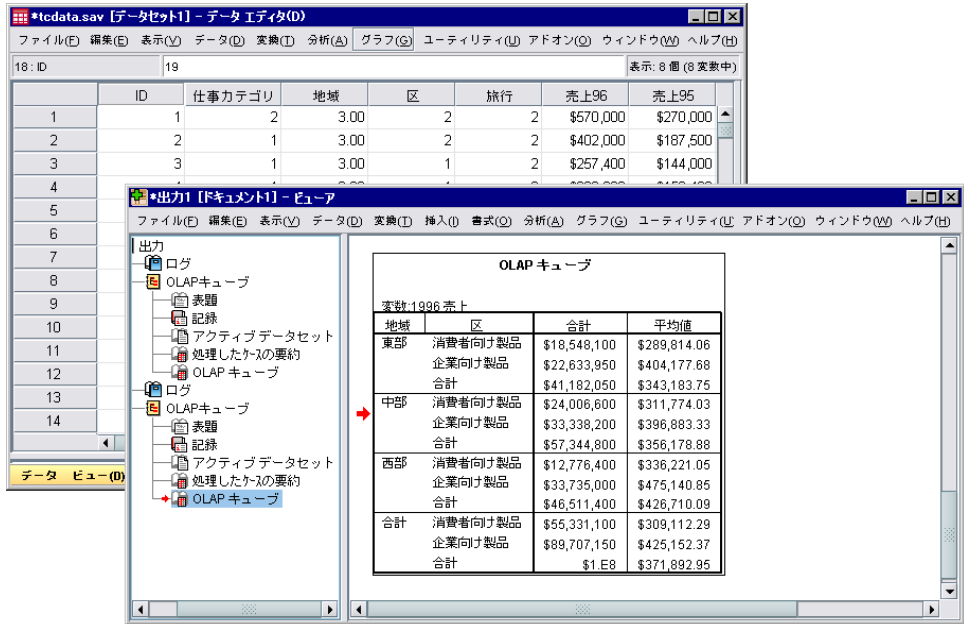 *tcdata.sav [データセット1] - データ エディタ(D)
ファイル(F) 編集(E) 表示(V) データ(D) 変換(T) 分析(A) グラフ(G) ユーティリティ(U) アドオン(O) ウィンドウ(W) ヘルプ(H)
18 : ID 19 表示: 8 個 (8 変数中)
ID 仕事カテゴリ 地域 区 旅行 売上96 売上95
1 1 2 3.00 2 2 $570,000 $270,000
2 2 1 3.00 2 2 $402,000 $187,500
3 3 1 3.00 1 2 $257,400 $144,000
4
5
6
7
8
9
10
11
12
13
14
データ ビュー(D)
*出力1 [ドキュメント1] - ビューア
ファイル(F) 編集(E) 表示(V) データ(D) 変換(T) 挿入(I) 書式(O) 分析(A) グラフ(G) ユーティリティ(U アドオン(O) ウィンドウ(W) ヘルプ(H)
出力
ログ
OLAPキューブ
表題
記録
アクティブ データセット
処理したケースの要約
OLAP キューブ
ログ
OLAPキューブ
表題
記録
アクティブ データセット
処理したケースの要約
OLAP キューブ
OLAP キューブ
変数:1996 売上
地域 区 合計 平均値
東部 消費者向け製品 $18,548,100 $289,814.06
企業向け製品 $22,633,950 $404,177.68
合計 $41,182,050 $343,183.75
中部 消費者向け製品 $24,006,600 $311,774.03
企業向け製品 $33,338,200 $396,883.33
合計 $57,344,800 $356,178.88
西部 消費者向け製品 $12,776,400 $336,221.05
企業向け製品 $33,735,000 $475,140.85
合計 $46,511,400 $426,710.09
合計 消費者向け製品 $55,331,100 $309,112.29
企業向け製品 $89,707,150 $425,152.37
合計 $1.E8 $371,892.95